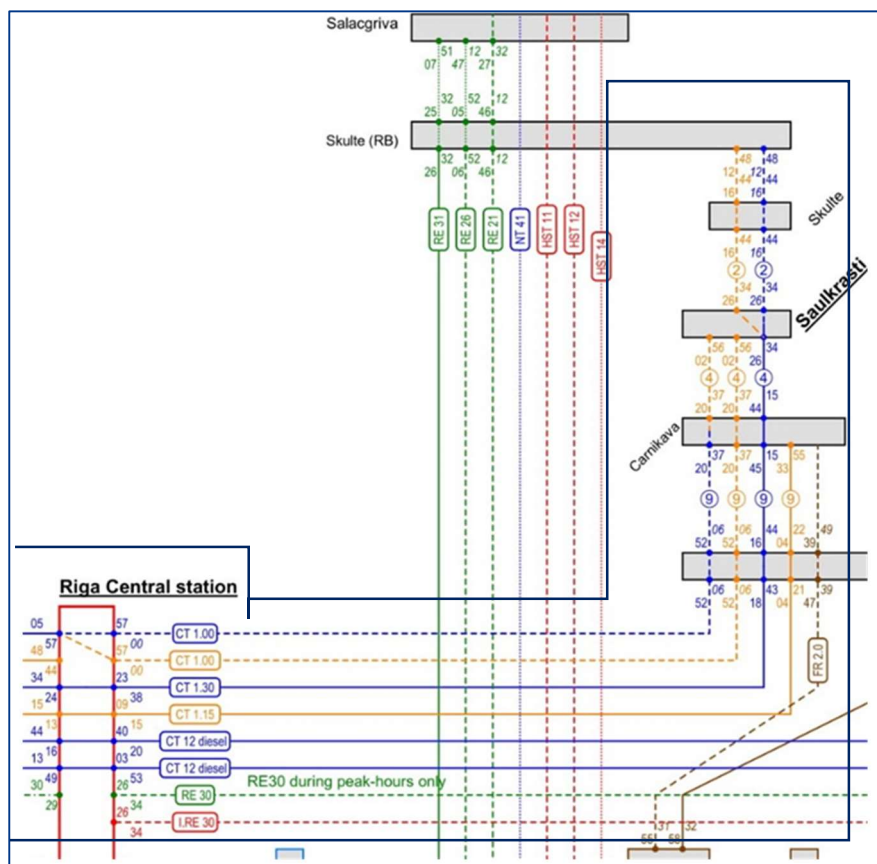 Salacgriva
51 12 32
07 47 27
32 52 12
25 05 46
Skulte (RB)
32 52 12
26 06 46
48 48
12 12
44 44
16 16
RE 31 RE 26 RE 21 NT 41 HST 11 HST 12 HST 14
Skulte
44 44
16 16
2 2
34 34
26 26
Saulkrasti
56 56 34
02 02 26
4 4 4
37 37 15
20 20 44
Carnikava
37 37 15 55
20 20 45 33
9 9 9 9
06 06 44 22 49
52 52 16 04 39
06 06 43 21 39
52 52 18 04 47
Riga Central station
05 57
CT 1.00
57 00
48 57
CT 1.00
44 00
34 23
CT 1.30
24 38
15 09
CT 1.15
13 15
44 40
CT 12 diesel
16 20
13 03
CT 12 diesel
49 53
FR 2.0
RE30 during peak-hours only
30 26
RE 30
29 34
26
I.RE 30
34
31 32
55 58